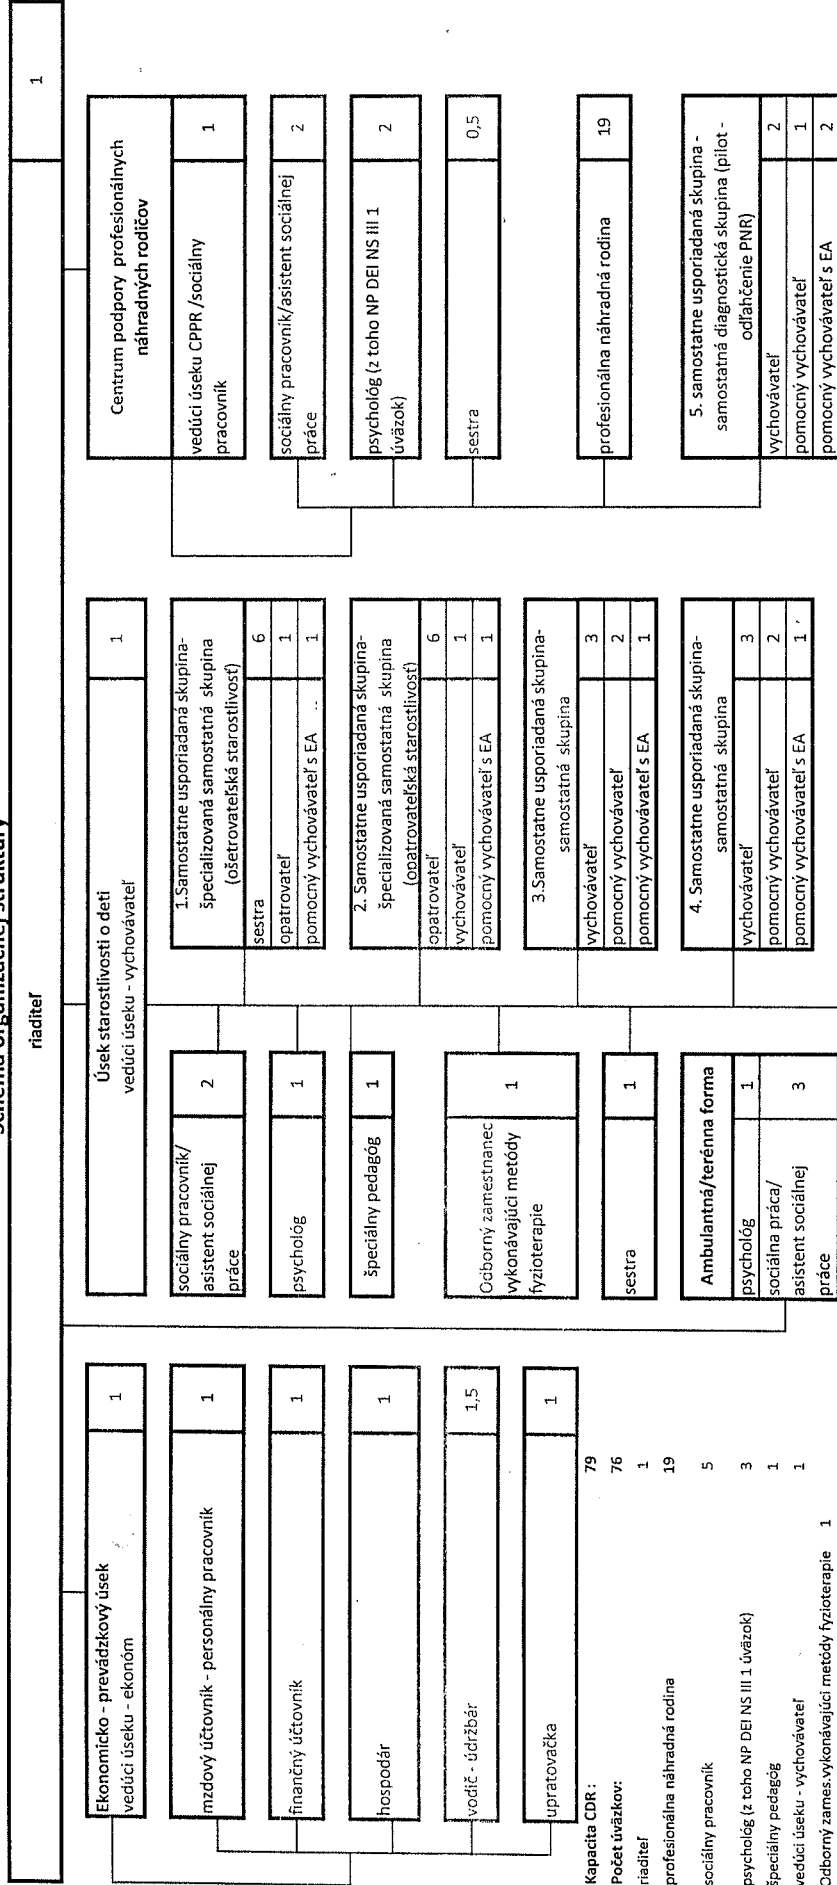 Schéma organizačnej štruktúry
riaditeľ 1
Ekonomicko - prevádzkový úsek
vedúci úseku - ekonóm 1
mzdový účtovník - personálny pracovník 1
finančný účtovník 1
hospodár 1
vodič - údržbár 1,5
upratovačka 1
Kapacita CDR : 79
Počet úväzkov: 76
riaditeľ 1
profesionálna náhradná rodina 19
sociálny pracovník 5
psychológ (z toho NP DEI NS III 1 úväzok) 3
špeciálny pedagóg 1
vedúci úseku - vychovávateľ 1
Odborný zames.vykonávajúci metódy fyzioterapie 1
Úsek starostlivosti o deti
vedúci úseku - vychovávateľ 1
sociálny pracovník/
asistent sociálnej
práce 2
psychológ 1
špeciálny pedagóg 1
Odborný zamestnanec
vykonávajúci metódy
fyzioterapie 1
sestra 1
Ambulantná/terénna forma
psychológ 1
sociálna práca/
asistent sociálnej
práce 3
1.Samostatne usporiadaná skupina-
špecializovaná samostatná skupina
(ošetrovateľská starostlivosť)
sestra 6
opatrovateľ 1
pomocný vychovávateľ s EA 1
2. Samostatne usporiadaná skupina-
špecializovaná samostatná skupina
(opatrovateľská starostlivosť)
opatrovateľ 6
vychovávateľ 1
pomocný vychovávateľ s EA 1
3.Samostatne usporiadaná skupina-
samostatná skupina
vychovávateľ 3
pomocný vychovávateľ 2
pomocný vychovávateľ s EA 1
4. Samostatne usporiadaná skupina-
samostatná skupina
vychovávateľ 3
pomocný vychovávateľ 2
pomocný vychovávateľ s EA 1
Centrum podpory profesionálnych
náhradných rodičov
vedúci úseku CPPR /sociálny
pracovník 1
sociálny pracovník/asistent sociálnej
práce 2
psychológ (z toho NP DEI NS III 1
úväzok) 2
sestra 0,5
profesionálna náhradná rodina 19
5. samostatne usporiadaná skupina -
samostatná diagnostická skupina (pilot -
odľahčenie PNR)
vychovávateľ 2
pomocný vychovávateľ 1
pomocný vychovávateľ s EA 2